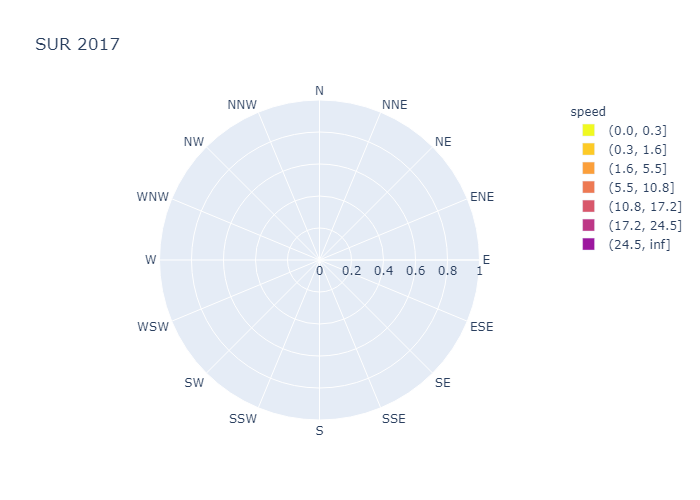 SUR 2017
N
NNW
NNE
NW
NE
WNW
ENE
W
E
0 0.2 0.4 0.6 0.8 1
WSW
ESE
SW
SE
SSW
SSE
S
speed
(0.0, 0.3]
(0.3, 1.6]
(1.6, 5.5]
(5.5, 10.8]
(10.8, 17.2]
(17.2, 24.5]
(24.5, inf]